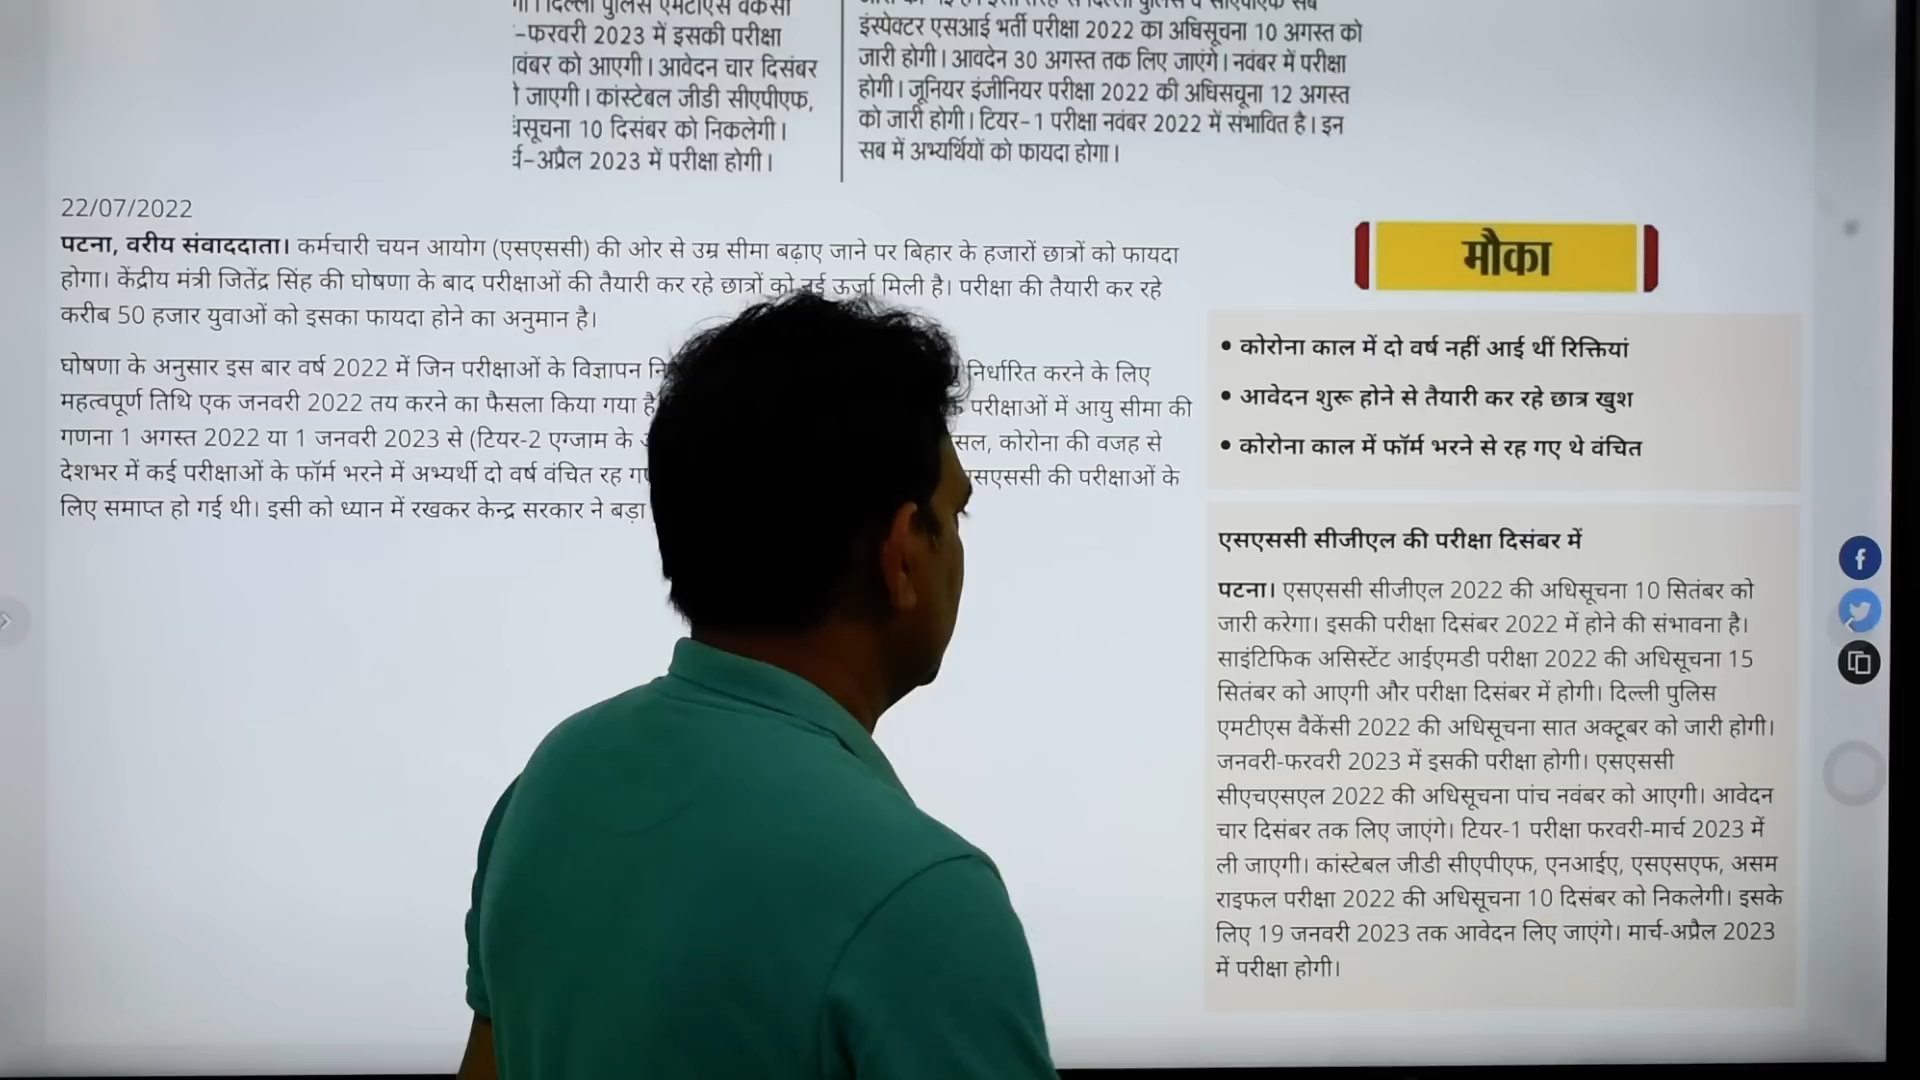 -फरवरी 2023 में इसकी परीक्षा
को आएगी। आवेदन चार दिसंबर
जाएगी। कांस्टेबल जीडी सीएपीएफ,
10 दिसंबर को निकलेगी।
-अप्रैल 2023 में परीक्षा होगी।
इंस्पेक्टर एसआई भर्ती परीक्षा 2022 का अधिसूचना 10 अगस्त को
जारी होगी। आवदेन 30 अगस्त तक लिए जाएंगे। नवंबर में परीक्षा
होगी। जूनियर इंजीनियर परीक्षा 2022 की अधिसचूना 12 अगस्त
को जारी होगी। टियर-1 परीक्षा नवंबर 2022 में संभावित है। इन
सब में अभ्यर्थियों को फायदा होगा।
22/07/2022
पटना, वरीय संवाददाता। कर्मचारी चयन आयोग (एसएससी) की ओर से उम्र सीमा बढ़ाए जाने पर बिहार के हजारों छात्रों को फायदा
होगा। केंद्रीय मंत्री जितेंद्र सिंह की घोषणा के बाद परीक्षाओं की तैयारी कर रहे छात्रों को नई ऊर्जा मिली है। परीक्षा की तैयारी कर रहे
करीब 50 हजार युवाओं को इसका फायदा होने का अनुमान है।
घोषणा के अनुसार इस बार वर्ष 2022 में जिन परीक्षाओं के विज्ञापन निर्धारित करने के लिए
महत्वपूर्ण तिथि एक जनवरी 2022 तय करने का फैसला किया गया है परीक्षाओं में आयु सीमा की
गणना 1 अगस्त 2022 या 1 जनवरी 2023 से (टियर-2 एग्जाम के कोरोना की वजह से
देशभर में कई परीक्षाओं के फॉर्म भरने में अभ्यर्थी दो वर्ष वंचित रह एसएससी की परीक्षाओं के
लिए समाप्त हो गई थी। इसी को ध्यान में रखकर केन्द्र सरकार ने बड़ा
मौका
• कोरोना काल में दो वर्ष नहीं आई थीं रिक्तियां
• आवेदन शुरू होने से तैयारी कर रहे छात्र खुश
• कोरोना काल में फॉर्म भरने से रह गए थे वंचित
एसएससी सीजीएल की परीक्षा दिसंबर में
पटना। एसएससी सीजीएल 2022 की अधिसूचना 10 सितंबर को
जारी करेगा। इसकी परीक्षा दिसंबर 2022 में होने की संभावना है।
साइंटिफिक असिस्टेंट आईएमडी परीक्षा 2022 की अधिसूचना 15
सितंबर को आएगी और परीक्षा दिसंबर में होगी। दिल्ली पुलिस
एमटीएस वैकेंसी 2022 की अधिसूचना सात अक्टूबर को जारी होगी।
जनवरी-फरवरी 2023 में इसकी परीक्षा होगी। एसएससी
सीएचएसएल 2022 की अधिसूचना पांच नवंबर को आएगी। आवेदन
चार दिसंबर तक लिए जाएंगे। टियर-1 परीक्षा फरवरी-मार्च 2023 में
ली जाएगी। कांस्टेबल जीडी सीएपीएफ, एनआईए, एसएसएफ, असम
राइफल परीक्षा 2022 की अधिसूचना 10 दिसंबर को निकलेगी। इसके
लिए 19 जनवरी 2023 तक आवेदन लिए जाएंगे। मार्च-अप्रैल 2023
में परीक्षा होगी।